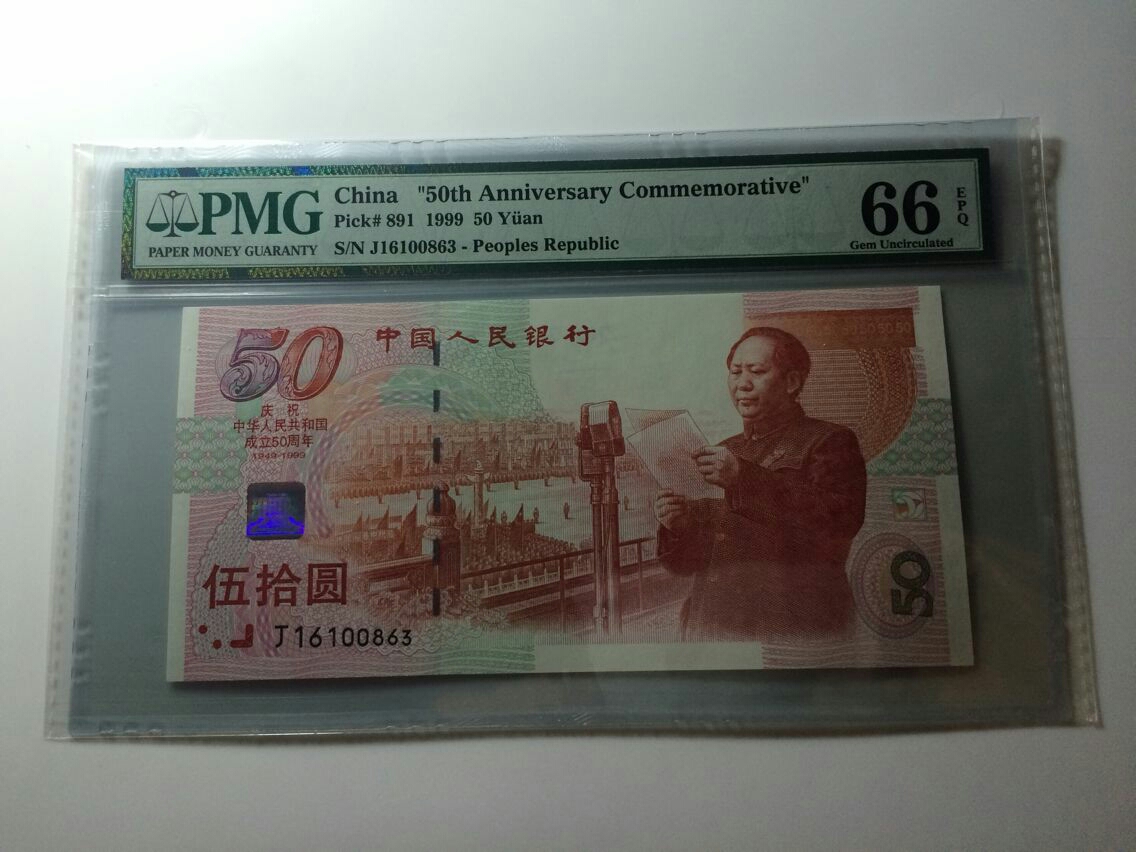 PMG
PAPER MONEY GUARANTY
China "50th Anniversary Commemorative"
Pick# 891 1999 50 Yüan
S/N J16100863 - Peoples Republic
66
EPQ
Gem Uncirculated
50
中国人民银行
庆祝
中华人民共和国
成立50周年
1949-1999
伍拾圆
J16100863
50